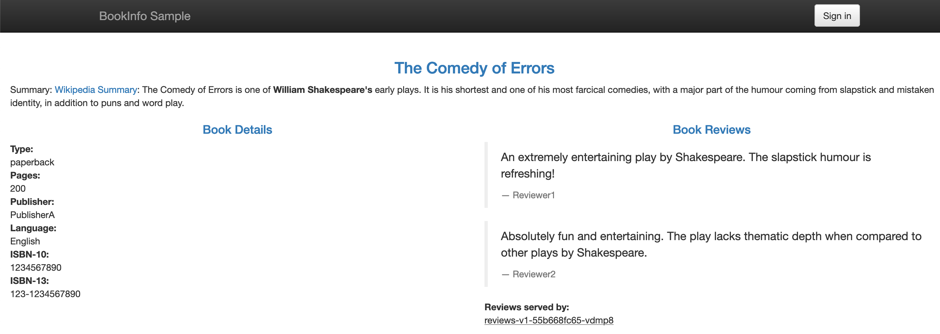 BookInfo Sample
Sign in
The Comedy of Errors
Summary: Wikipedia Summary: The Comedy of Errors is one of William Shakespeare's early plays. It is his shortest and one of his most farcical comedies, with a major part of the humour coming from slapstick and mistaken
identity, in addition to puns and word play.
Book Details
Type:
paperback
Pages:
200
Publisher:
PublisherA
Language:
English
ISBN-10:
1234567890
ISBN-13:
123-1234567890
Book Reviews
An extremely entertaining play by Shakespeare. The slapstick humour is
refreshing!
— Reviewer1
Absolutely fun and entertaining. The play lacks thematic depth when compared to
other plays by Shakespeare.
— Reviewer2
Reviews served by:
reviews-v1-55b668fc65-vdmp8